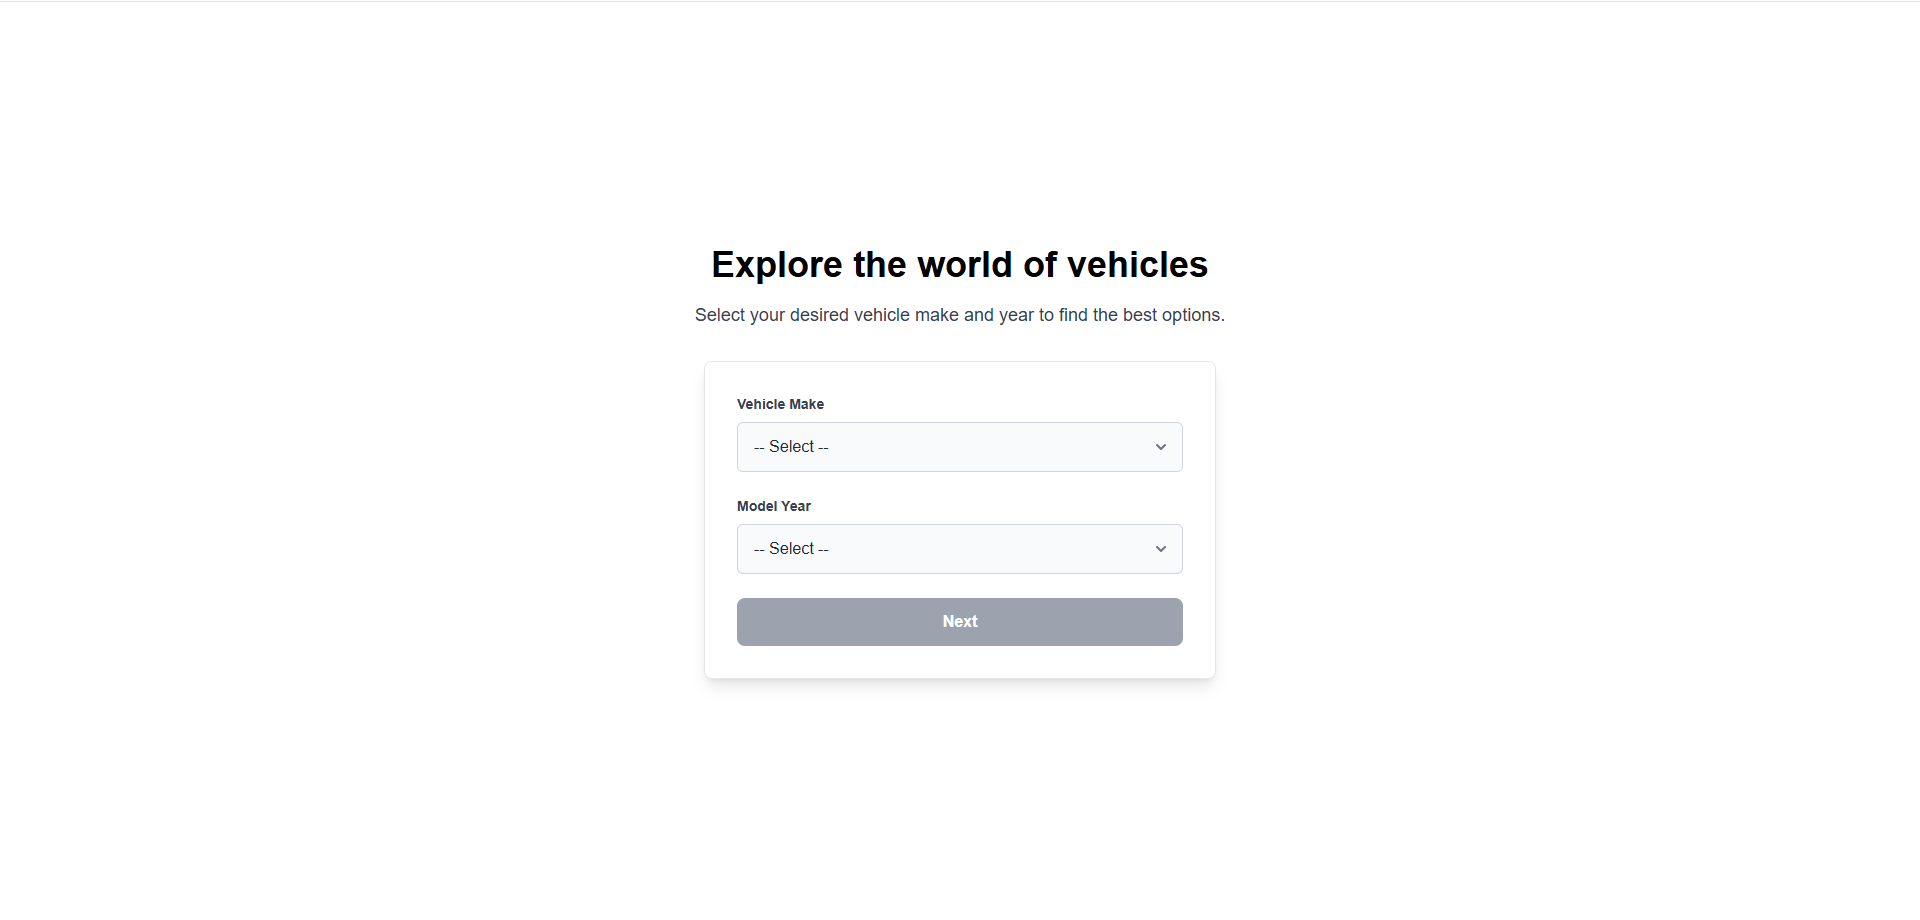 Explore the world of vehicles
Select your desired vehicle make and year to find the best options.
Vehicle Make
-- Select --
Model Year
-- Select --
Next